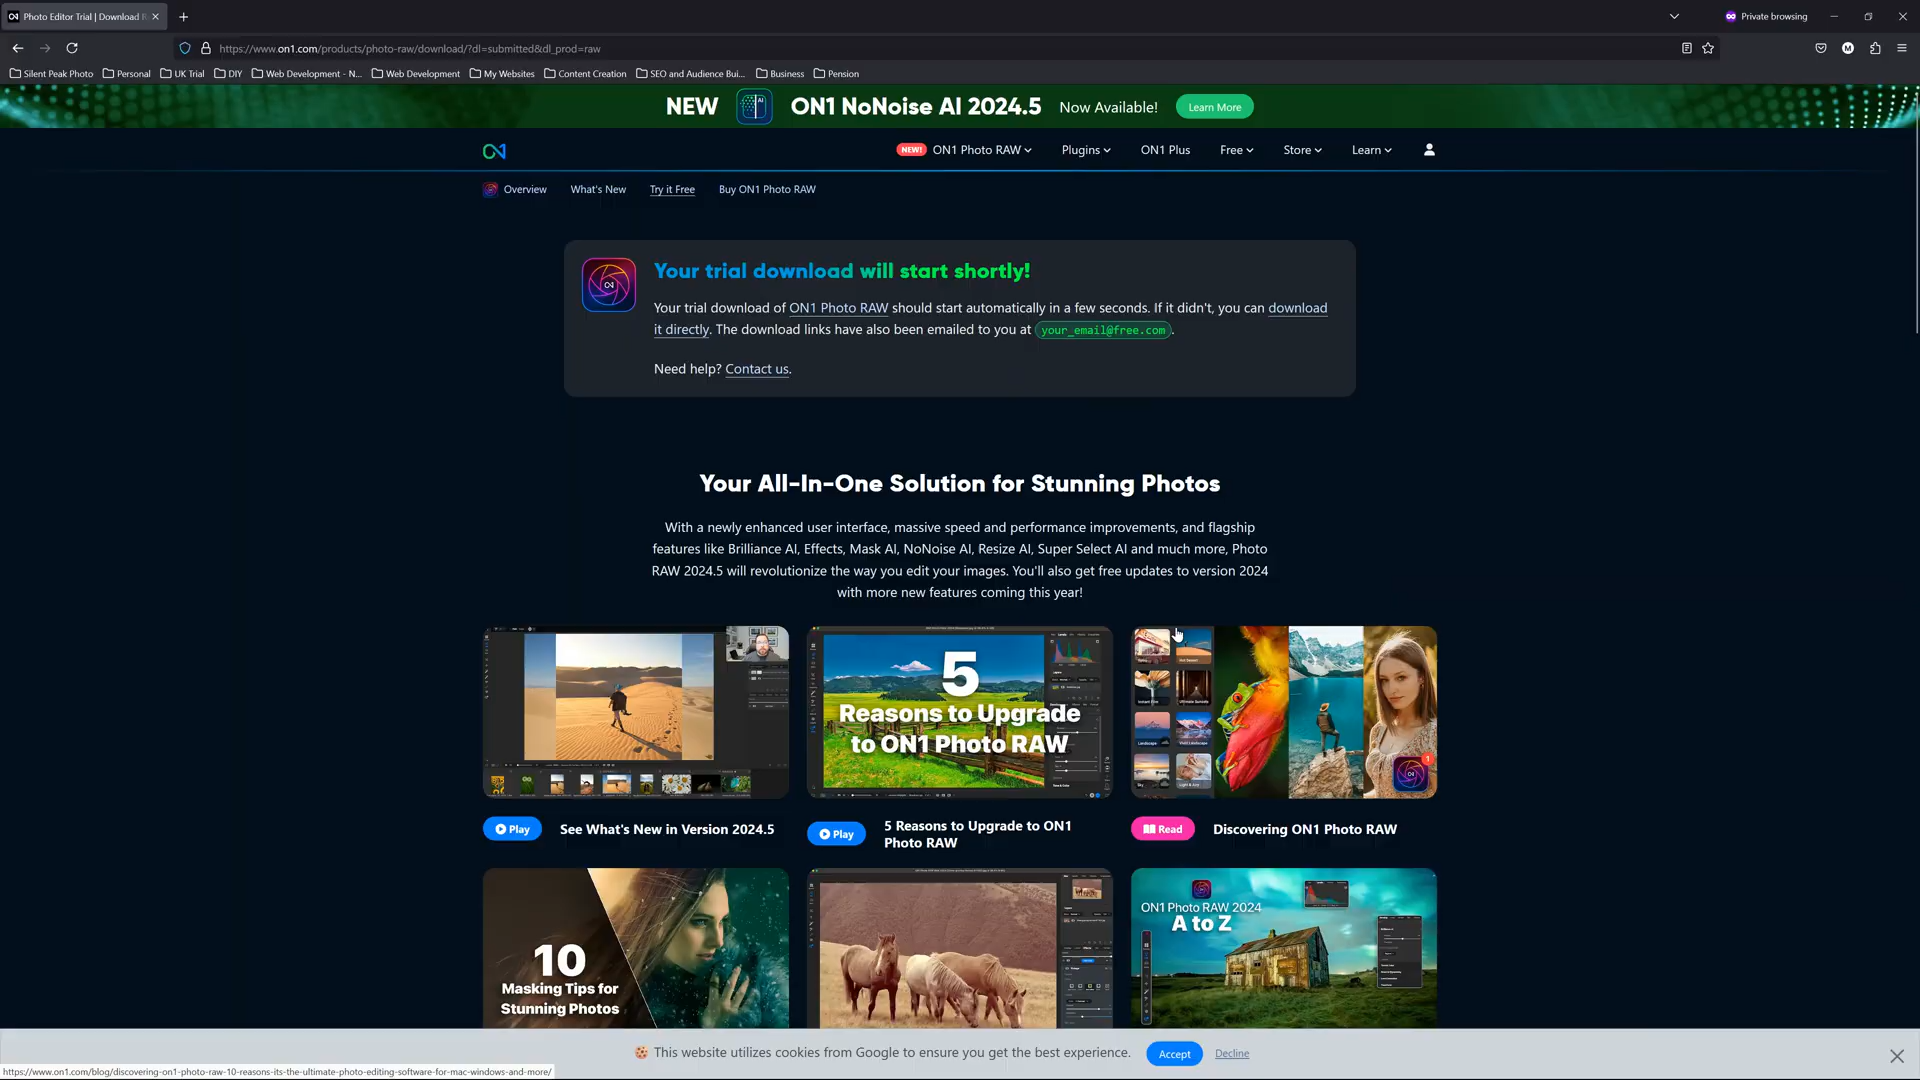 Photo Editor Trial | Download R
Private browsing
https://www.on1.com/products/photo-raw/download/?dl=submitted&dl_prod=raw
Silent Peak Photo
Personal
UK Trial
DIY
Web Development - N...
Web Development
My Websites
Content Creation
SEO and Audience Bui...
Business
Pension
NEW ON1 NoNoise AI 2024.5 Now Available! Learn More
NEW! ON1 Photo RAW
Plugins
ON1 Plus
Free
Store
Learn
Overview
What's New
Try it Free
Buy ON1 Photo RAW
Your trial download will start shortly!
Your trial download of ON1 Photo RAW should start automatically in a few seconds. If it didn't, you can download
it directly. The download links have also been emailed to you at your_email@free.com.
Need help? Contact us.
Your All-In-One Solution for Stunning Photos
With a newly enhanced user interface, massive speed and performance improvements, and flagship
features like Brilliance AI, Effects, Mask AI, NoNoise AI, Resize AI, Super Select AI and much more, Photo
RAW 2024.5 will revolutionize the way you edit your images. You'll also get free updates to version 2024
with more new features coming this year!
5
Reasons to Upgrade
to ON1 Photo RAW
Landscape
Play
See What's New in Version 2024.5
Play
5 Reasons to Upgrade to ON1
Photo RAW
Read
Discovering ON1 Photo RAW
10
Masking Tips for
Stunning Photos
ON1 Photo RAW 2024
A to Z
This website utilizes cookies from Google to ensure you get the best experience.
Accept
Decline
https://www.on1.com/blog/discovering-on1-photo-raw-10-reasons-its-the-ultimate-photo-editing-software-for-mac-windows-and-more/